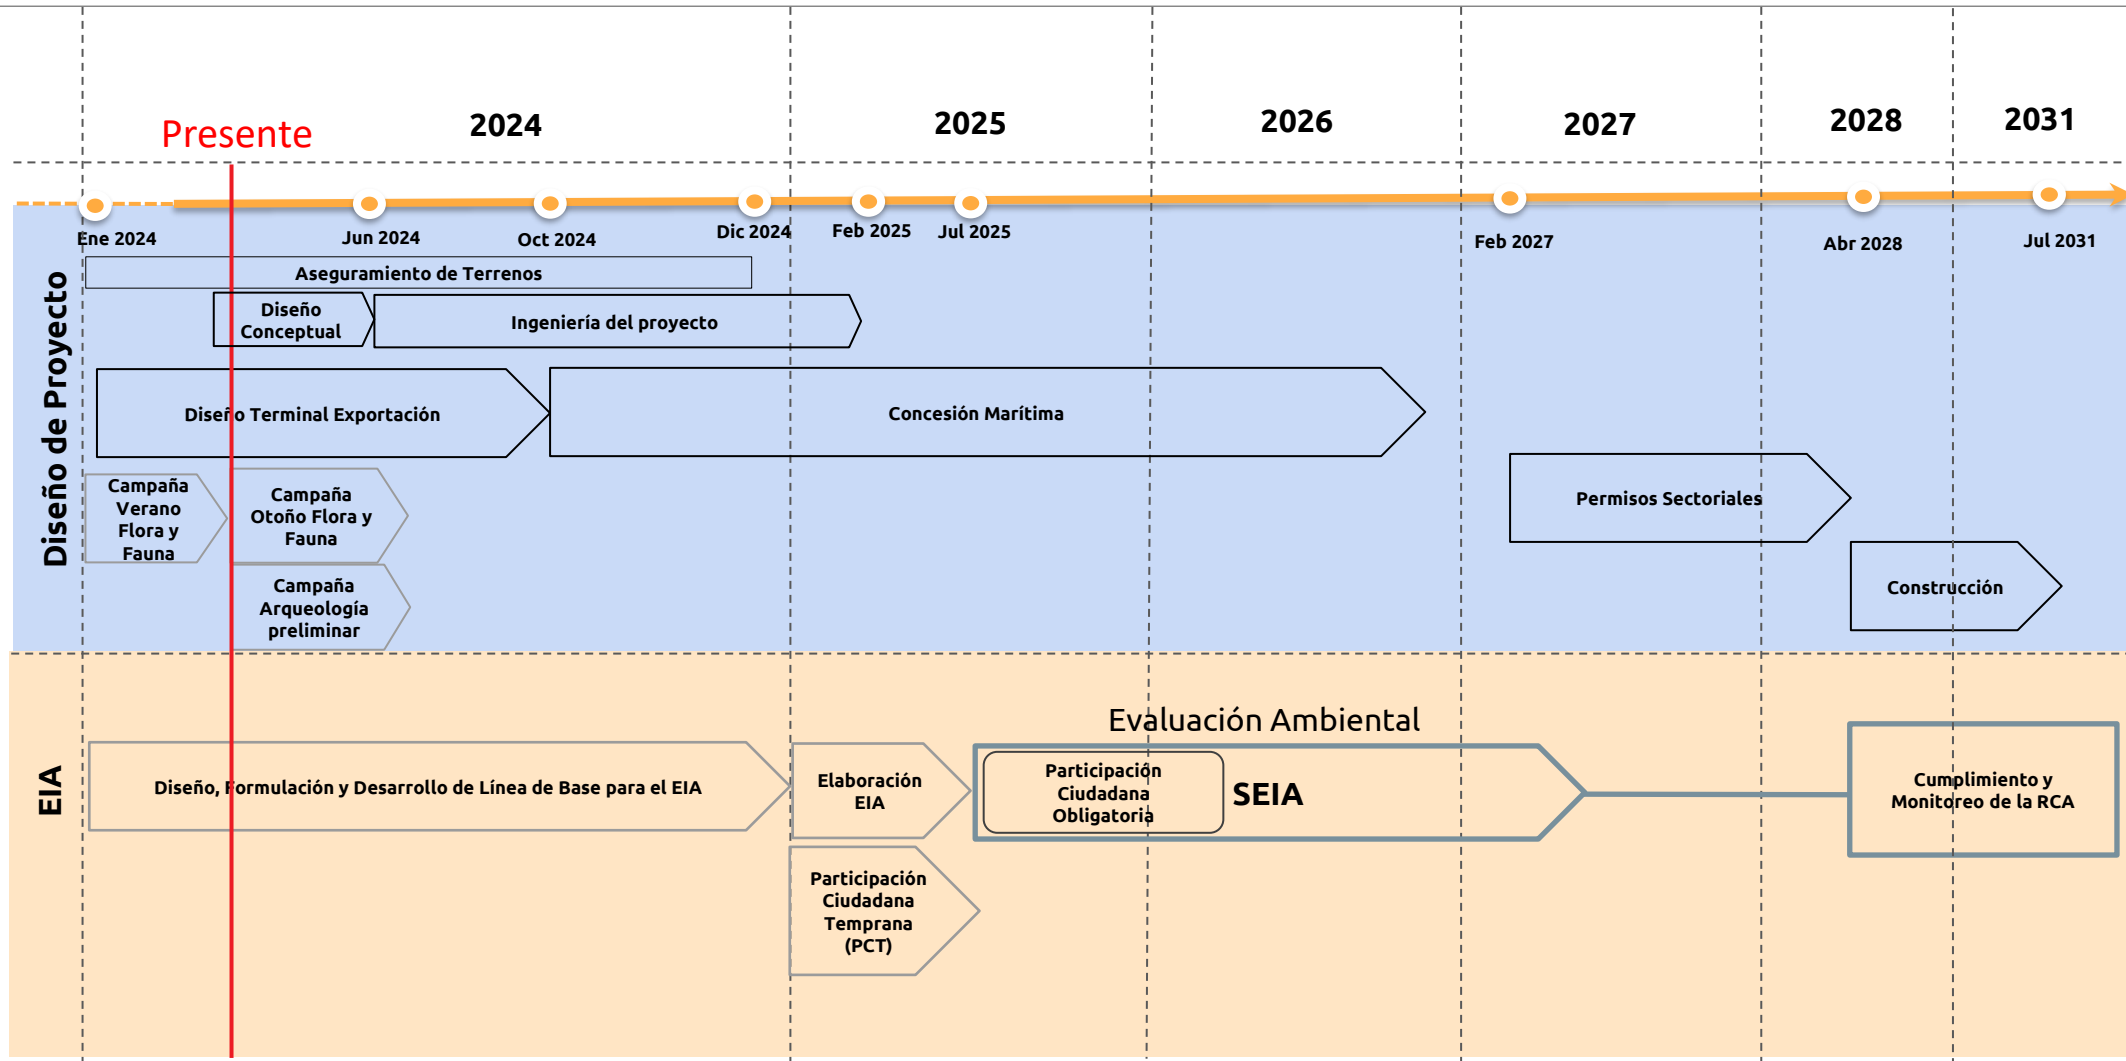 Presente
2024
2025
2026
2027
2028
2031
Ene 2024
Jun 2024
Oct 2024
Dic 2024
Feb 2025
Jul 2025
Feb 2027
Abr 2028
Jul 2031
Diseño de Proyecto
Aseguramiento de Terrenos
Diseño
Conceptual
Ingeniería del proyecto
Diseño Terminal Exportación
Concesión Marítima
Campaña
Verano
Flora y
Fauna
Campaña
Otoño Flora y
Fauna
Campaña
Arqueología
preliminar
Permisos Sectoriales
Construcción
EIA
Diseño, Formulación y Desarrollo de Línea de Base para el EIA
Elaboración
EIA
Participación
Ciudadana
Temprana
(PCT)
Evaluación Ambiental
Participación
Ciudadana
Obligatoria
SEIA
Cumplimiento y
Monitoreo de la RCA